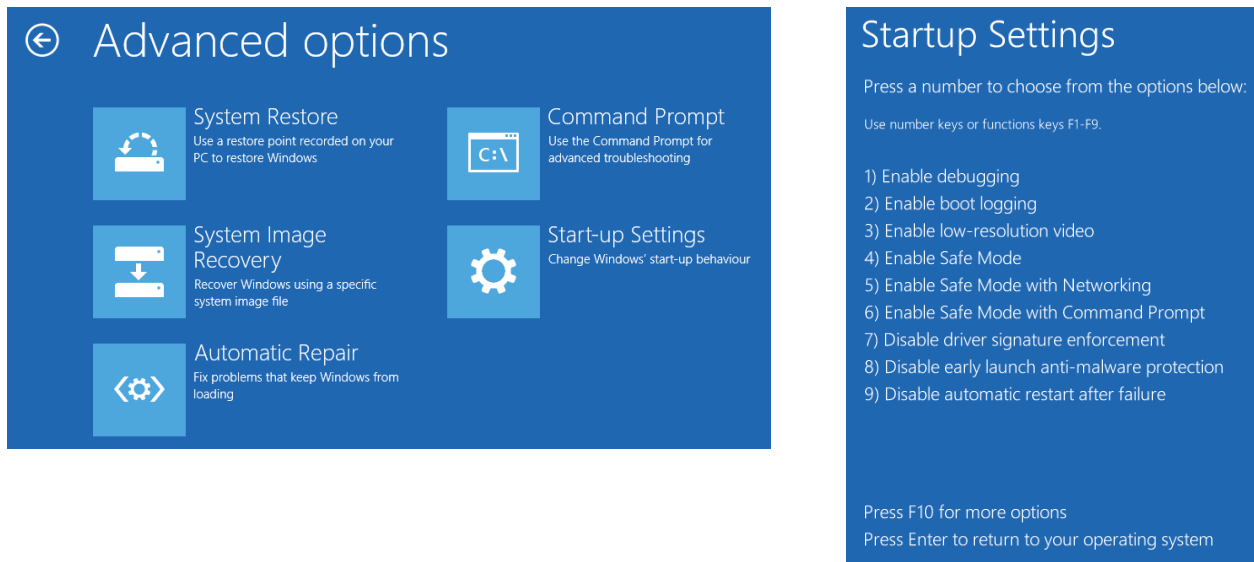 Advanced options
System Restore
Use a restore point recorded on your
PC to restore Windows
System Image
Recovery
Recover Windows using a specific
system image file
Automatic Repair
Fix problems that keep Windows from
loading
C:\
Command Prompt
Use the Command Prompt for
advanced troubleshooting
Start-up Settings
Change Windows' start-up behaviour
Startup Settings
Press a number to choose from the options below:
Use number keys or functions keys F1-F9.
1) Enable debugging
2) Enable boot logging
3) Enable low-resolution video
4) Enable Safe Mode
5) Enable Safe Mode with Networking
6) Enable Safe Mode with Command Prompt
7) Disable driver signature enforcement
8) Disable early launch anti-malware protection
9) Disable automatic restart after failure
Press F10 for more options
Press Enter to return to your operating system